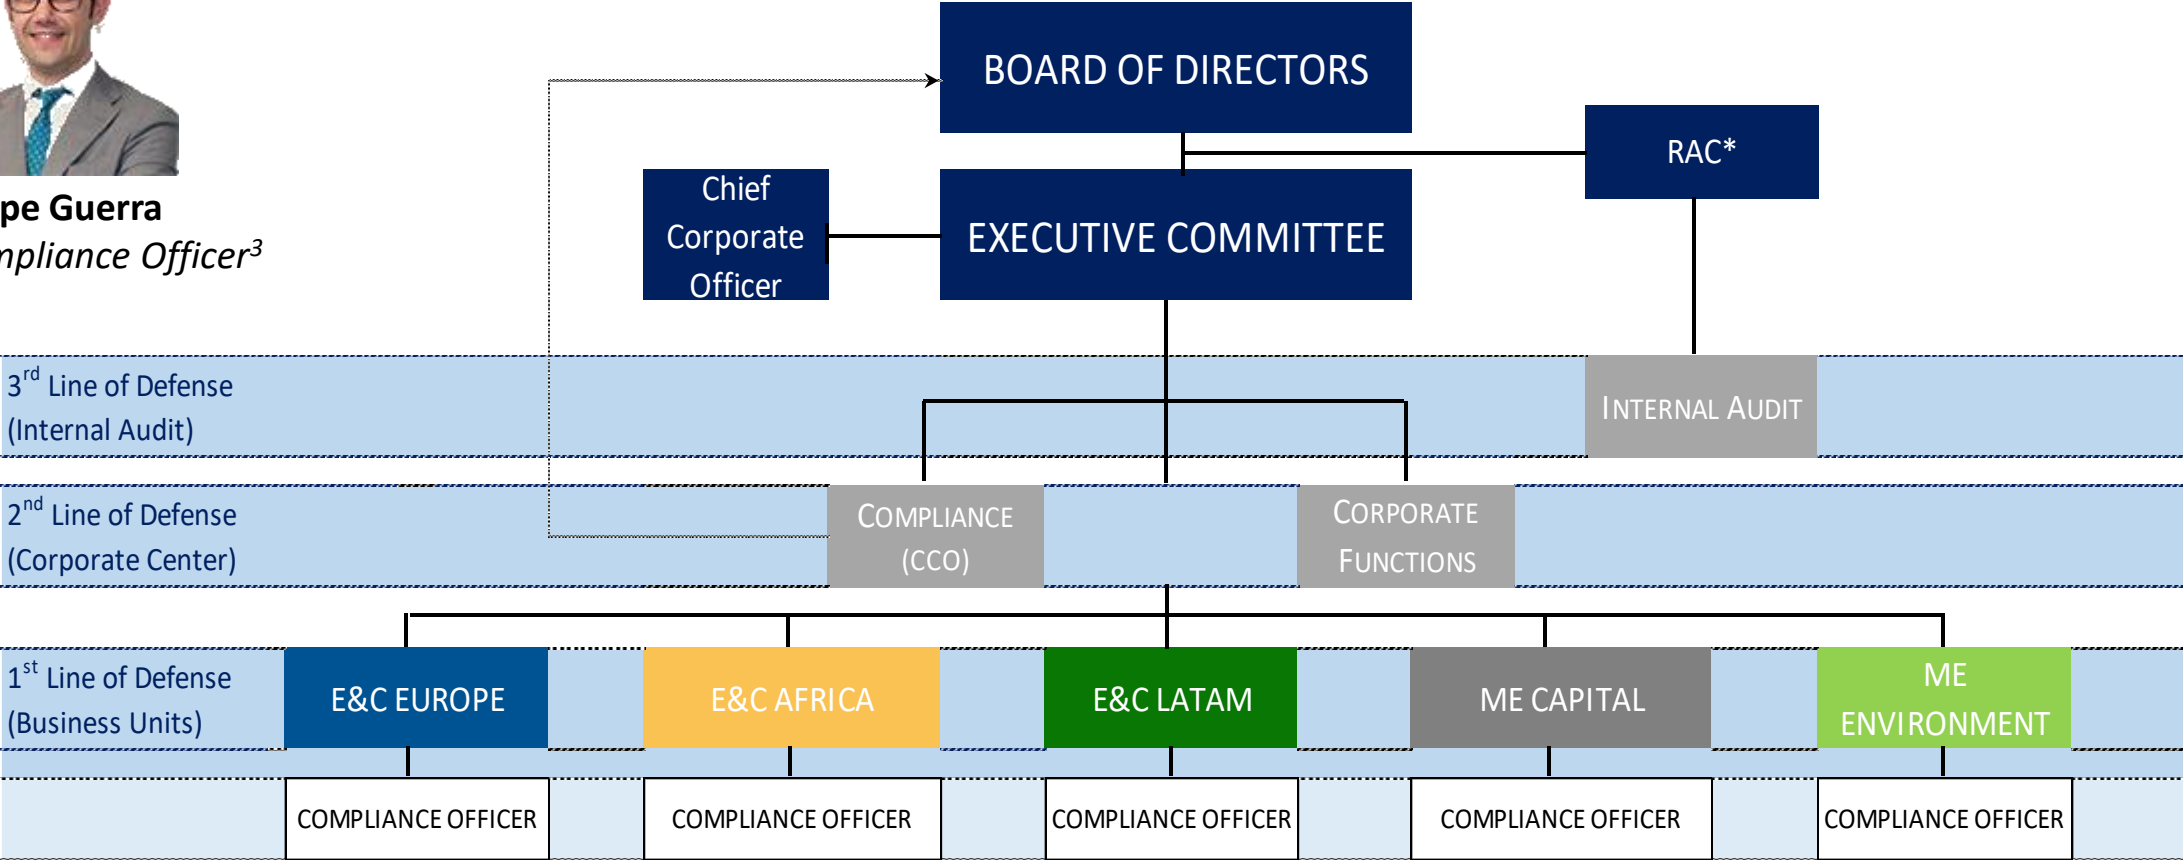 BOARD OF DIRECTORS
RAC*
Chief
Corporate
Officer
EXECUTIVE COMMITTEE
pe Guerra
mpliance Officer³
3rd Line of Defense
(Internal Audit)
INTERNAL AUDIT
2nd Line of Defense
(Corporate Center)
COMPLIANCE
(CCO)
CORPORATE
FUNCTIONS
1st Line of Defense
(Business Units)
E&C EUROPE
E&C AFRICA
E&C LATAM
ME CAPITAL
ME
ENVIRONMENT
COMPLIANCE OFFICER
COMPLIANCE OFFICER
COMPLIANCE OFFICER
COMPLIANCE OFFICER
COMPLIANCE OFFICER